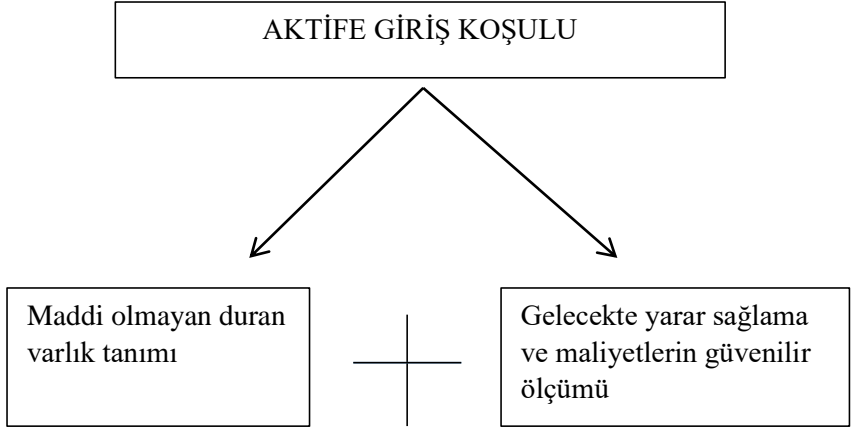 AKTİFE GİRİŞ KOŞULU
Maddi olmayan duran
varlık tanımı
Gelecekte yarar sağlama
ve maliyetlerin güvenilir
ölçümü